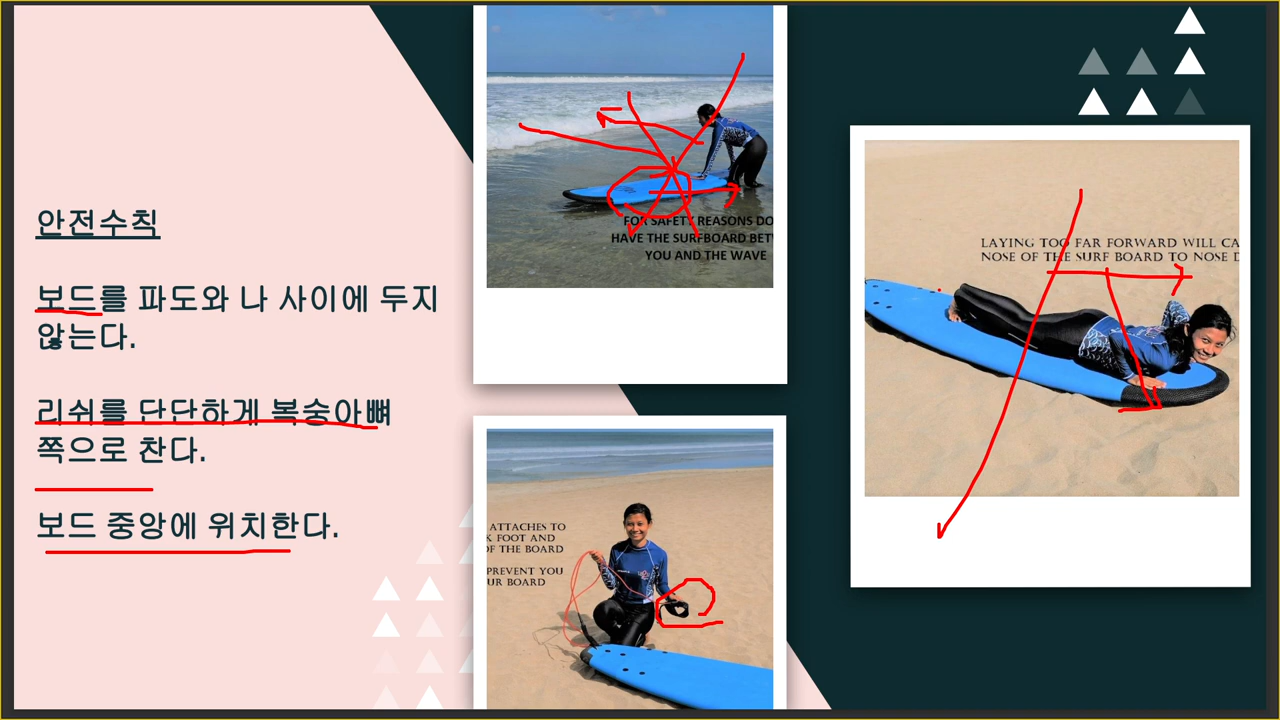 안전수칙
보드를 파도와 나 사이에 두지
않는다.
리쉬를 단단하게 복숭아뼈
쪽으로 찬다.
보드 중앙에 위치한다.
FOR SAFETY REASONS DO
HAVE THE SURFBOARD BET
YOU AND THE WAVE
ATTACHES TO
K FOOT AND
OF THE BOARD
PREVENT YOU
UR BOARD
LAYING TOO FAR FORWARD WILL CA
NOSE OF THE SURF BOARD TO NOSE D